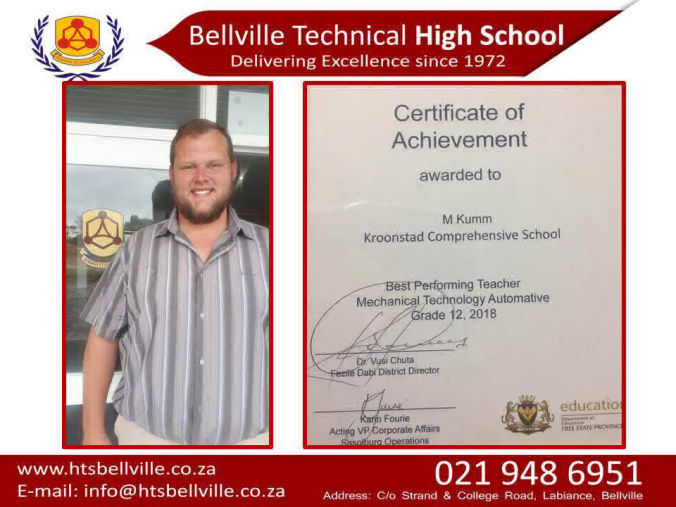 Bellville Technical High School
Delivering Excellence since 1972
Certificate of
Achievement
awarded to
M Kumm
Kroonstad Comprehensive School
Best Performing Teacher
Mechanical Technology Automative
Grade 12, 2018
Dr. Vusi Chuta
Fezile Dabi District Director
Karin Fourie
Acting VP Corporate Affairs
Sasolburg Operations
education
Department of
Education
FREE STATE PROVINCE
www.htsbellville.co.za
E-mail: info@htsbellville.co.za
021 948 6951
Address: C/o Strand & College Road, Labiance, Bellville